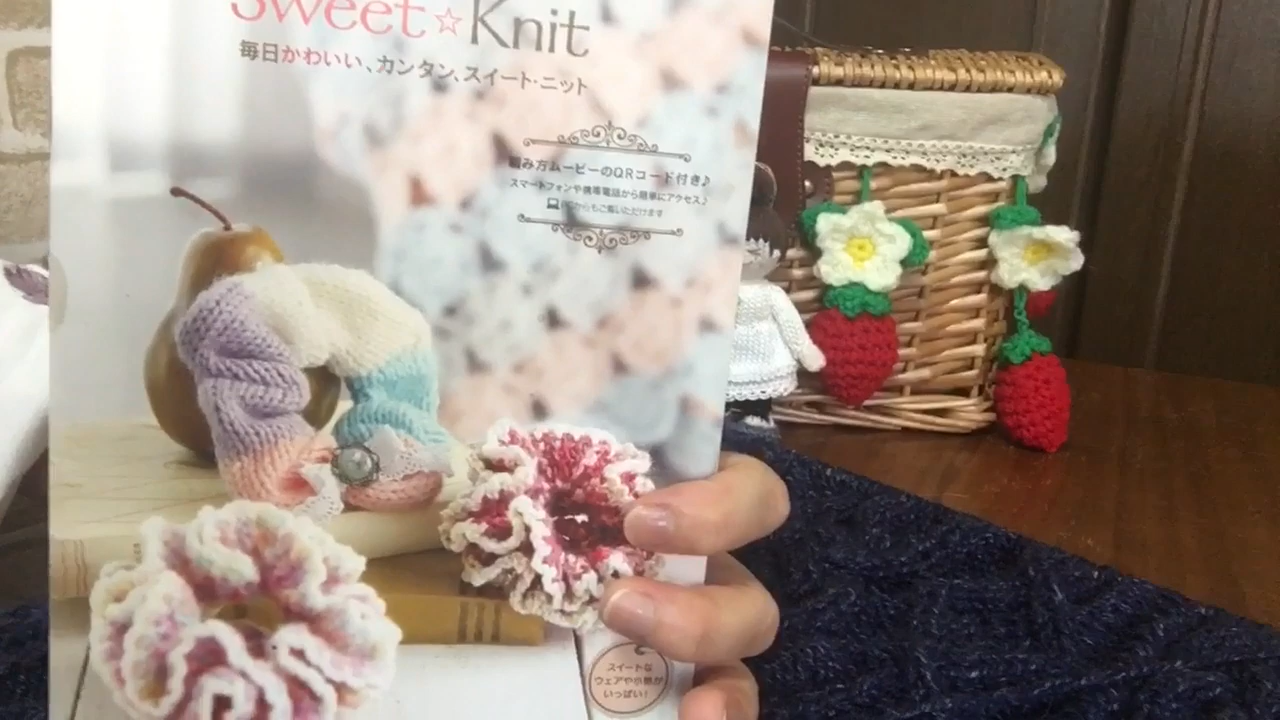 Sweet☆Knit
毎日かわいい、カンタン、スイート・ニット
編み方ムービーのQRコード付き♪
スマートフォンや携帯電話から簡単にアクセス♪
PCからもご覧いただけます
スイートな
ウェアや小物が
いっぱい!